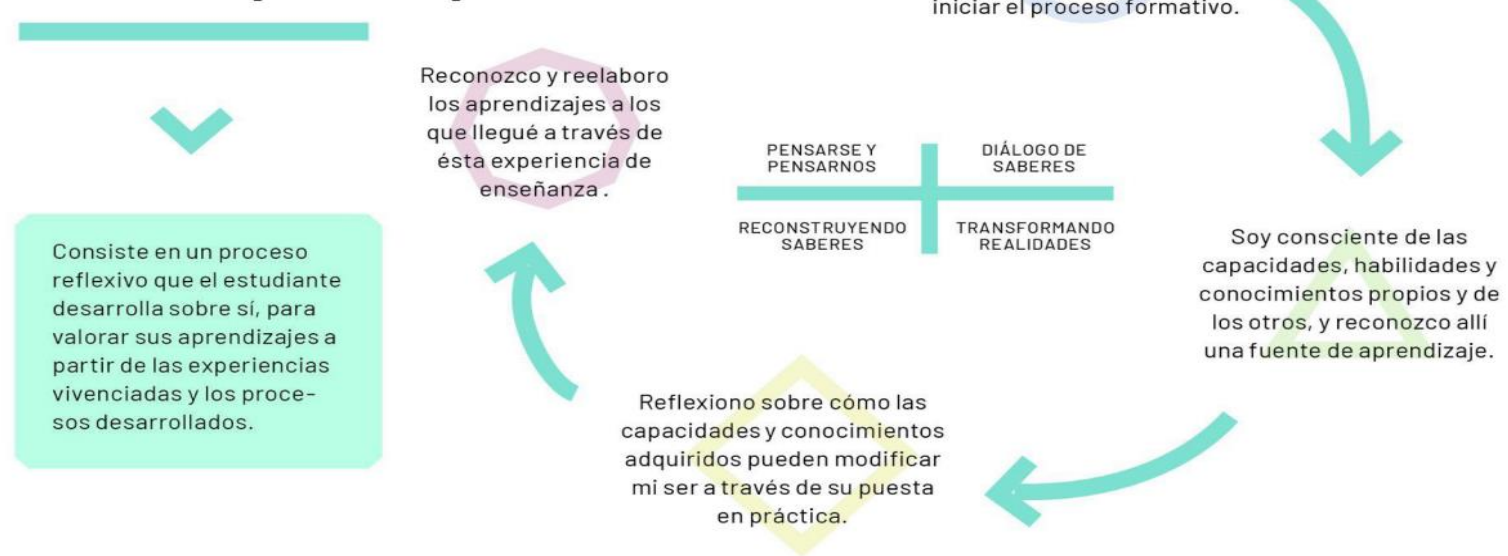 iniciar el proceso formativo.
Reconozco y reelaboro
los aprendizajes a los
que llegué a través de
ésta experiencia de
enseñanza .
PENSARSE Y
PENSARNOS
DIÁLOGO DE
SABERES
RECONSTRUYENDO
SABERES
TRANSFORMANDO
REALIDADES
Consiste en un proceso
reflexivo que el estudiante
desarrolla sobre sí, para
valorar sus aprendizajes a
partir de las experiencias
vivenciadas y los proce-
sos desarrollados.
Soy consciente de las
capacidades, habilidades y
conocimientos propios y de
los otros, y reconozco allí
una fuente de aprendizaje.
Reflexiono sobre cómo las
capacidades y conocimientos
adquiridos pueden modificar
mi ser a través de su puesta
en práctica.